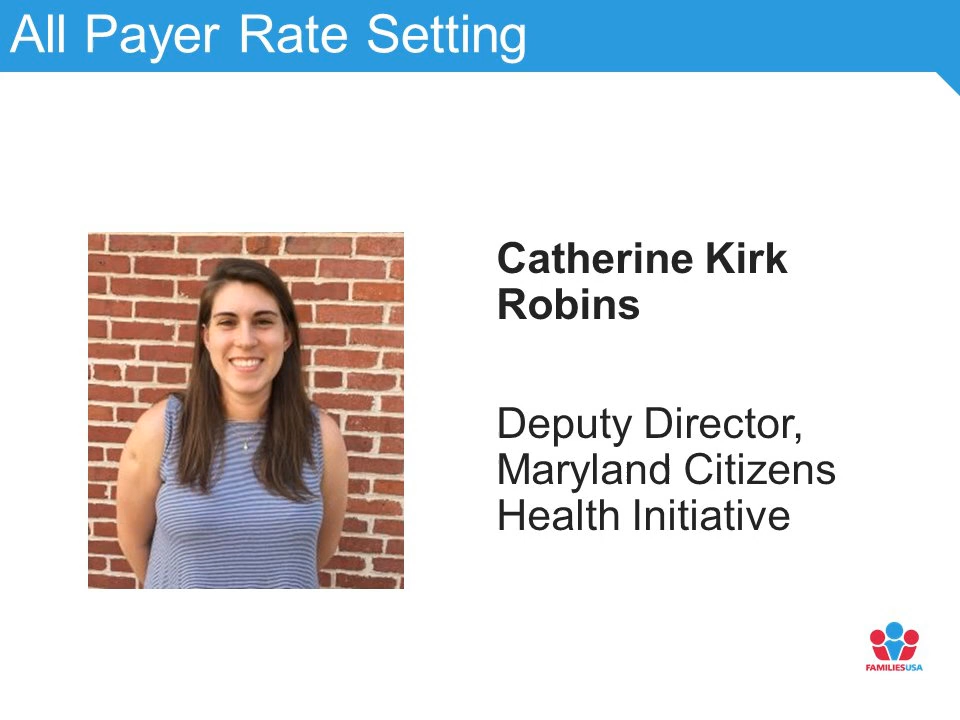 All Payer Rate Setting
Catherine Kirk
Robins
Deputy Director,
Maryland Citizens
Health Initiative
FAMILIESUSA